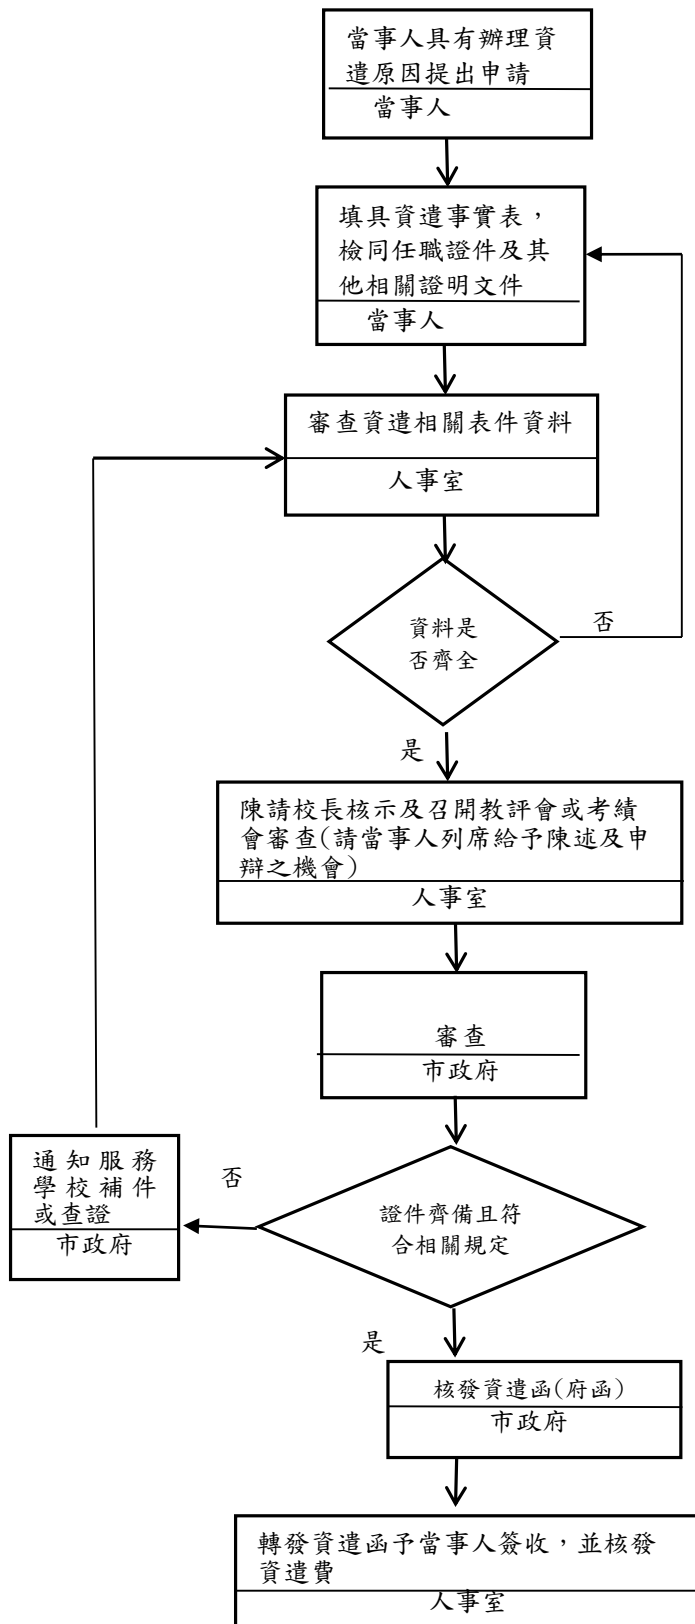 當事人具有辦理資
遣原因提出申請
當事人
填具資遣事實表，
檢同任職證件及其
他相關證明文件
當事人
審查資遣相關表件資料
人事室
資料是
否齊全
否
是
陳請校長核示及召開教評會或考績
會審查(請當事人列席給予陳述及申
辯之機會)
人事室
審查
市政府
通知服務
學校補件
或查證
市政府
否
證件齊備且符
合相關規定
是
核發資遣函(府函)
市政府
轉發資遣函予當事人簽收，並核發
資遣費
人事室